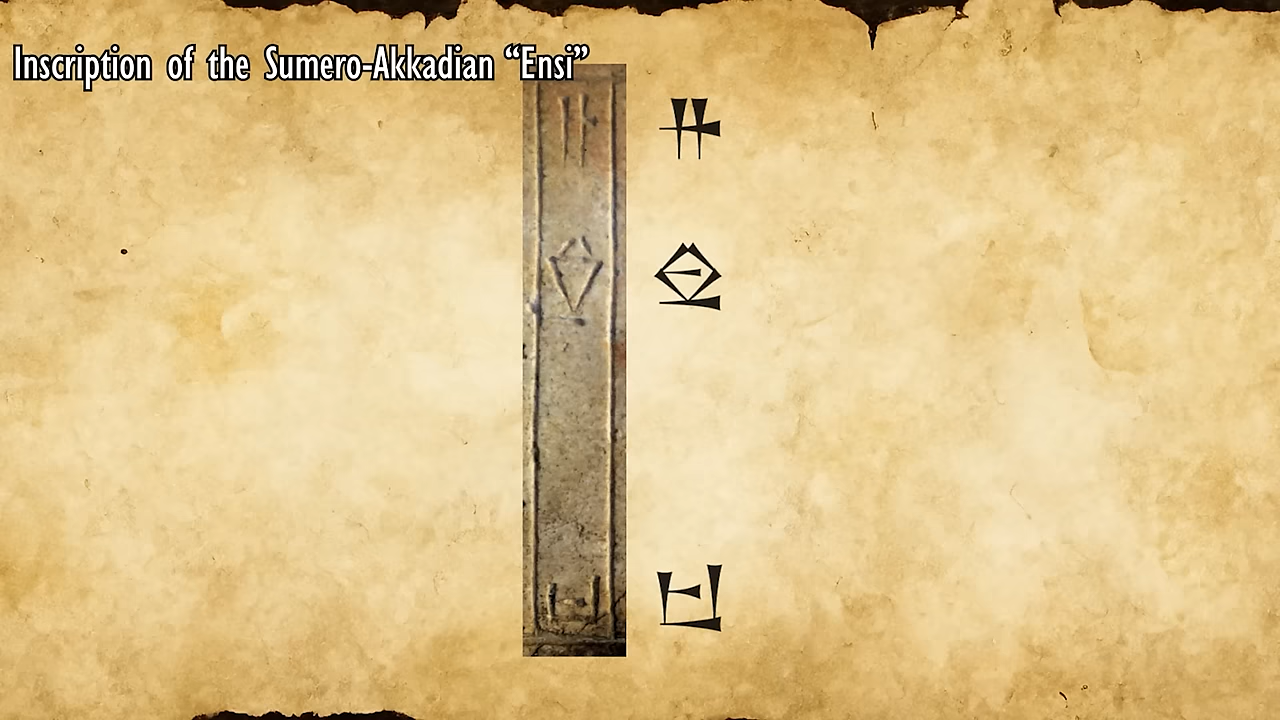 Inscription of the Sumero-Akkadian “Ensi”
𒉺 𒉺
𒋼 𒋼
𒋛 𒋛